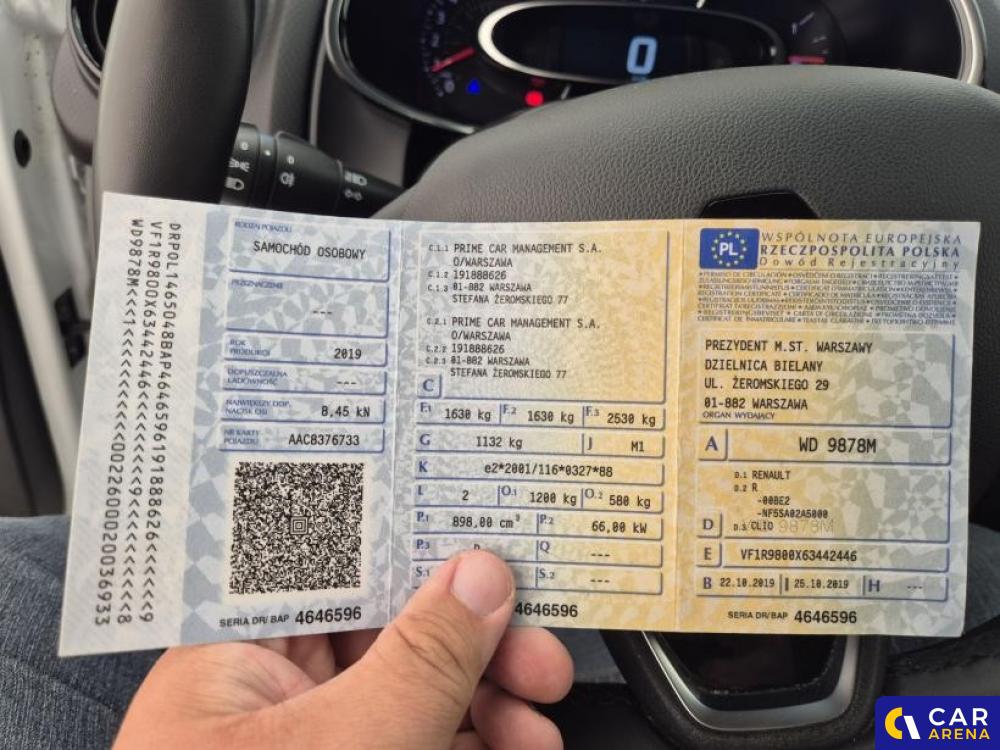 0
DRPOL1465048BAP4646596191888626<<<<<9
VF1R9800X63442446<<<<<<<9<<<<<<<<<<<8
WD9878M<<<1<<<<<<<<<<<<<0022600020036933
RODZAJ POJAZDU
SAMOCHÓD OSOBOWY
PRZEZNACZENIE
---
ROK PRODUKCJI 2019
DOPUSZCZALNA ŁADOWNOŚĆ ---
NAJWIĘKSZY DOP. NACISK OSI 8,45 kN
NR KARTY POJAZDU AAC8376733
SERIA DR/BAP 4646596
C.1.1 PRIME CAR MANAGEMENT S.A.
O/WARSZAWA
C.1.2 191888626
C.1.3 01-882 WARSZAWA
STEFANA ŻEROMSKIEGO 77
C.2.1 PRIME CAR MANAGEMENT S.A.
O/WARSZAWA
C.2.2 191888626
C.2.3 01-882 WARSZAWA
STEFANA ŻEROMSKIEGO 77
C
F.1 1630 kg F.2 1630 kg F.3 2530 kg
G 1132 kg J M1
K e2*2001/116*0327*88
L 2 O.1 1200 kg O.2 580 kg
P.1 898,00 cm³ P.2 66,00 kW
P.3 Q ---
S.1 S.2 ---
4646596
PL
WSPÓLNOTA EUROPEJSKA
RZECZPOSPOLITA POLSKA
Dowód Rejestracyjny
PREZYDENT M.ST. WARSZAWY
DZIELNICA BIELANY
UL. ŻEROMSKIEGO 29
01-882 WARSZAWA
ORGAN WYDAJĄCY
A WD 9878M
D.1 RENAULT
D.2 R
-00BE2
-NF5SA02A5000
D D.3 CLIO 9878M
E VF1R9800X63442446
B 22.10.2019 I 25.10.2019 H ---
SERIA DR/BAP 4646596
CAR
ARENA